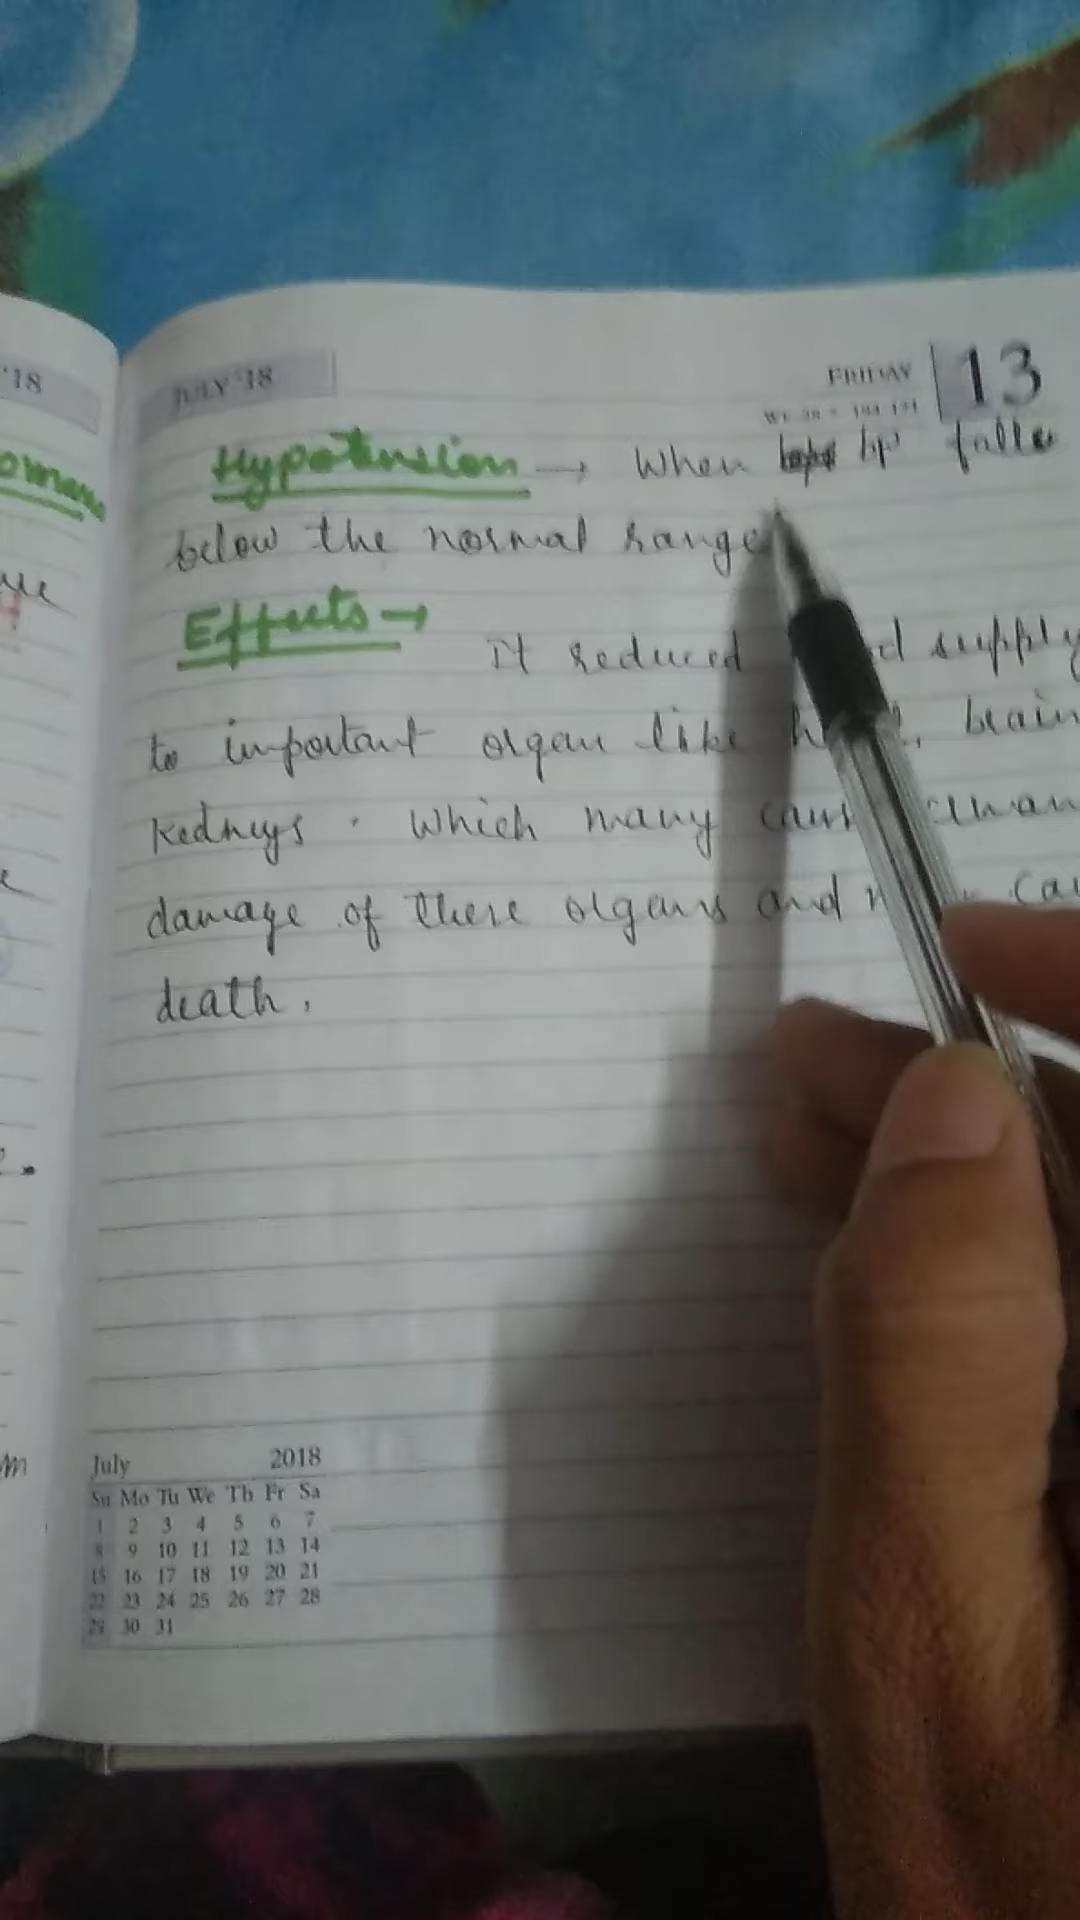 '18
JULY '18
FRIDAY
13
Hypotension → When bp falls
below the normal range
Effects →
It reduced supply
to important organ like brain
Kedneys. Which many
damage of there organs and
death.
July 2018
Su Mo Tu We Th Fr Sa
1 2 3 4 5 6 7
8 9 10 11 12 13 14
15 16 17 18 19 20 21
22 23 24 25 26 27 28
29 30 31